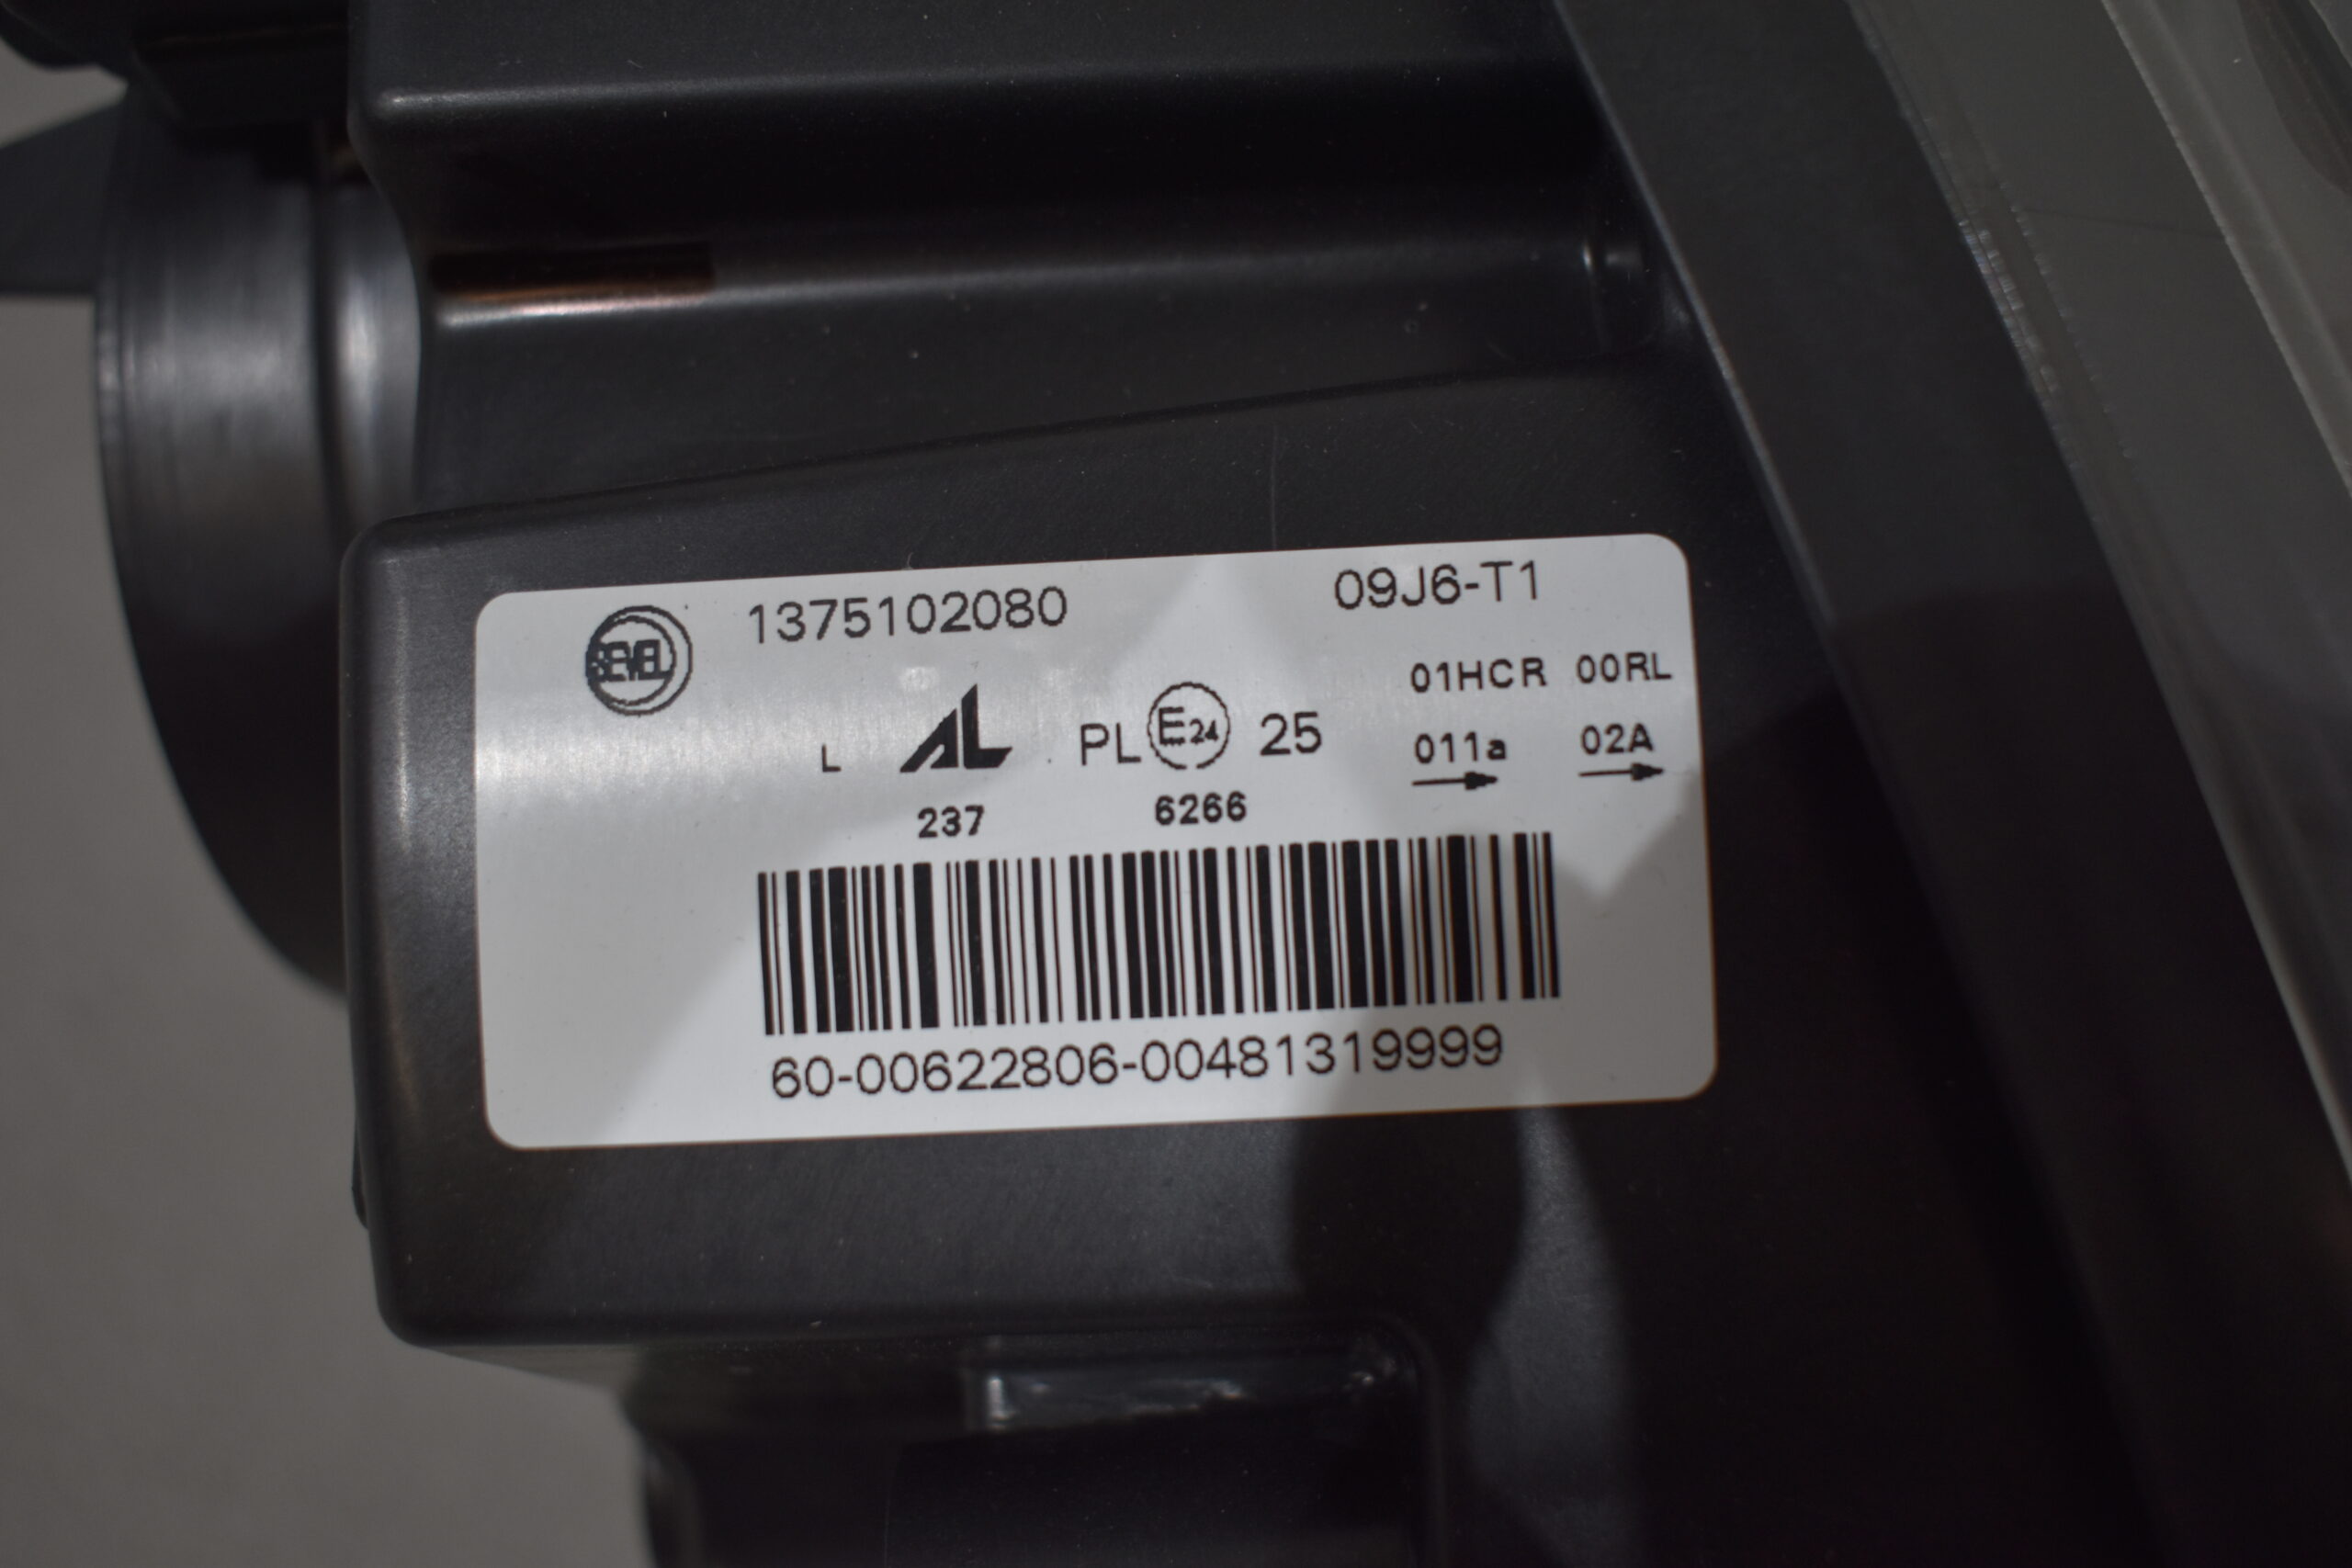 SEVEL 1375102080 09J6-T1
01HCR 00RL
L AL PL E24 25 011a 02A
237 6266
60-00622806-00481319999